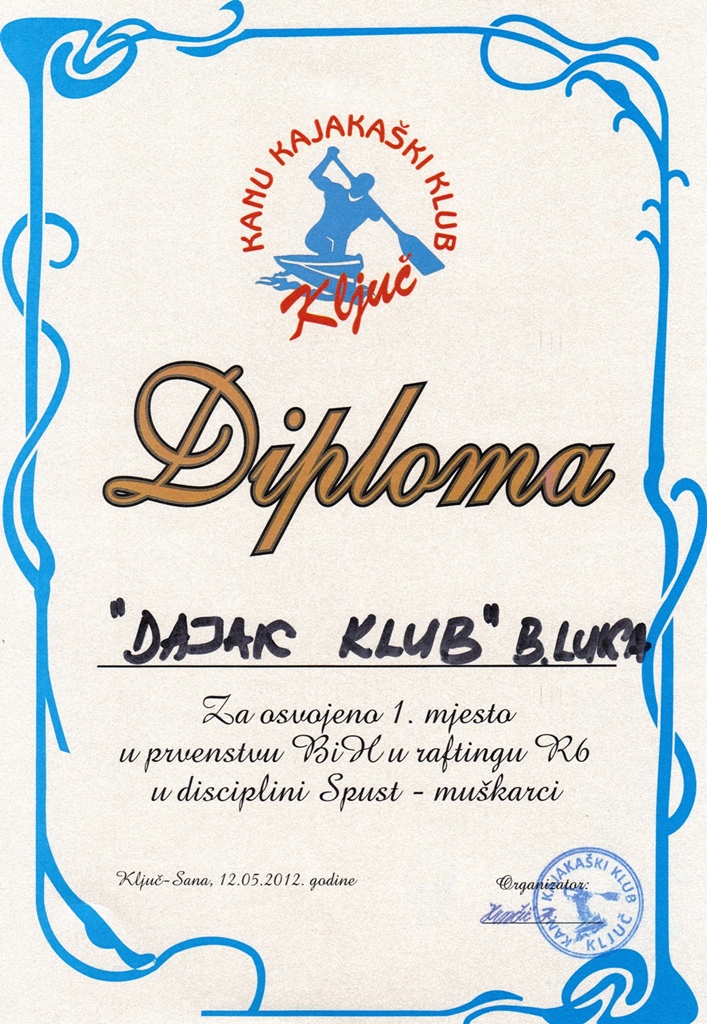 KANU KAJAKAŠKI KLUB
Ključ
Diploma
"DAJAK KLUB" B.LUKA
Za osvojeno 1. mjesto
u prvenstvu BiH u raftingu R6
u disciplini Spust - muškarci
Ključ-Sana, 12.05.2012. godine
Organizator:
KANU KAJAKAŠKI KLUB
KLJUČ